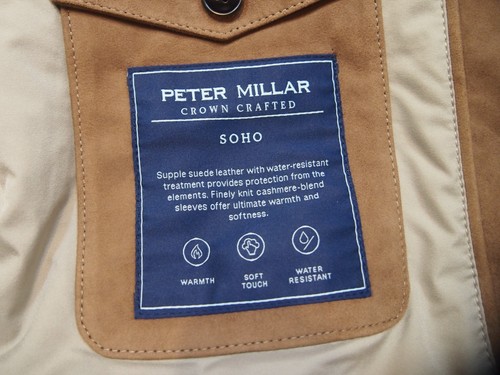 PETER MILLAR
CROWN CRAFTED
SOHO
Supple suede leather with water-resistant
treatment provides protection from the
elements. Finely knit cashmere-blend
sleeves offer ultimate warmth and
softness.
WARMTH
SOFT
TOUCH
WATER
RESISTANT